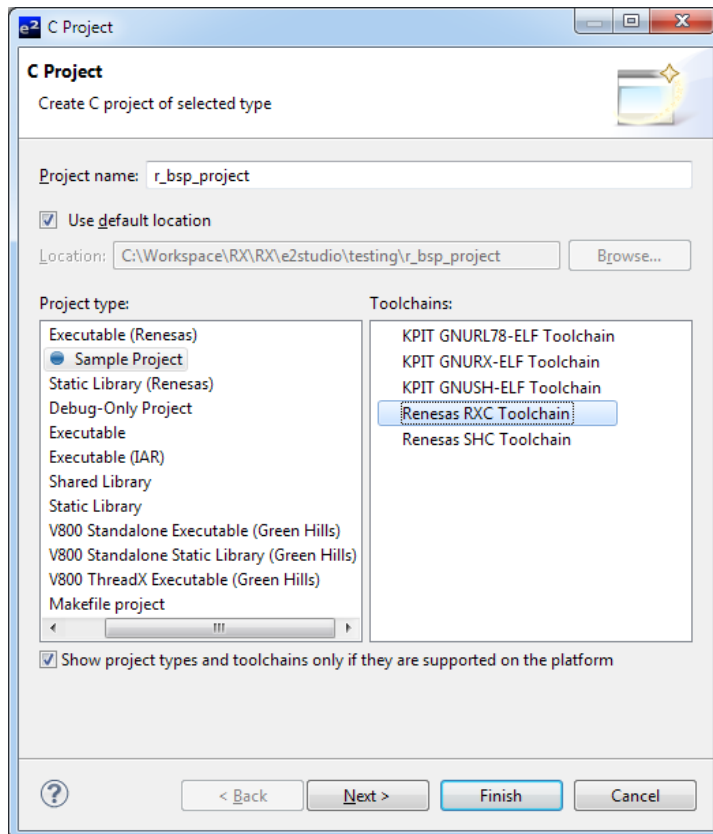 e² C Project
C Project
Create C project of selected type
Project name: r_bsp_project
Use default location
Location: C:\Workspace\RX\RX\e2studio\testing\r_bsp_project Browse...
Project type: Toolchains:
Executable (Renesas)
Sample Project
Static Library (Renesas)
Debug-Only Project
Executable
Executable (IAR)
Shared Library
Static Library
V800 Standalone Executable (Green Hills)
V800 Standalone Static Library (Green Hills)
V800 ThreadX Executable (Green Hills)
Makefile project
KPIT GNURL78-ELF Toolchain
KPIT GNURX-ELF Toolchain
KPIT GNUSH-ELF Toolchain
Renesas RXC Toolchain
Renesas SHC Toolchain
Show project types and toolchains only if they are supported on the platform
? < Back Next > Finish Cancel